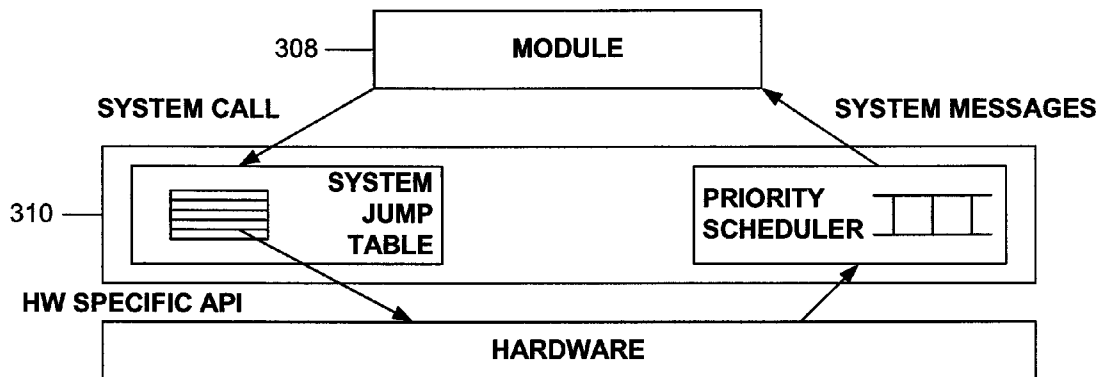 308
MODULE
SYSTEM CALL
SYSTEM MESSAGES
310
SYSTEM
JUMP
TABLE
PRIORITY
SCHEDULER
HW SPECIFIC API
HARDWARE